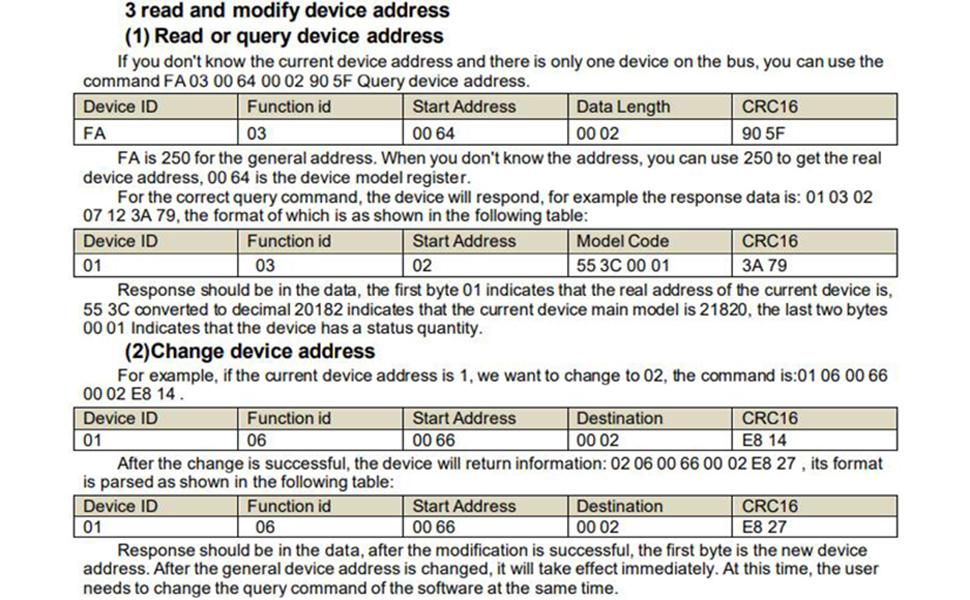 3 read and modify device address
(1) Read or query device address
If you don't know the current device address and there is only one device on the bus, you can use the
command FA 03 00 64 00 02 90 5F Query device address.
Device ID Function id Start Address Data Length CRC16
FA 03 00 64 00 02 90 5F
FA is 250 for the general address. When you don't know the address, you can use 250 to get the real
device address, 00 64 is the device model register.
For the correct query command, the device will respond, for example the response data is: 01 03 02
07 12 3A 79, the format of which is as shown in the following table:
Device ID Function id Start Address Model Code CRC16
01 03 02 55 3C 00 01 3A 79
Response should be in the data, the first byte 01 indicates that the real address of the current device is,
55 3C converted to decimal 20182 indicates that the current device main model is 21820, the last two bytes
00 01 Indicates that the device has a status quantity.
(2)Change device address
For example, if the current device address is 1, we want to change to 02, the command is:01 06 00 66
00 02 E8 14 .
Device ID Function id Start Address Destination CRC16
01 06 00 66 00 02 E8 14
After the change is successful, the device will return information: 02 06 00 66 00 02 E8 27 , its format
is parsed as shown in the following table:
Device ID Function id Start Address Destination CRC16
01 06 00 66 00 02 E8 27
Response should be in the data, after the modification is successful, the first byte is the new device
address. After the general device address is changed, it will take effect immediately. At this time, the user
needs to change the query command of the software at the same time.